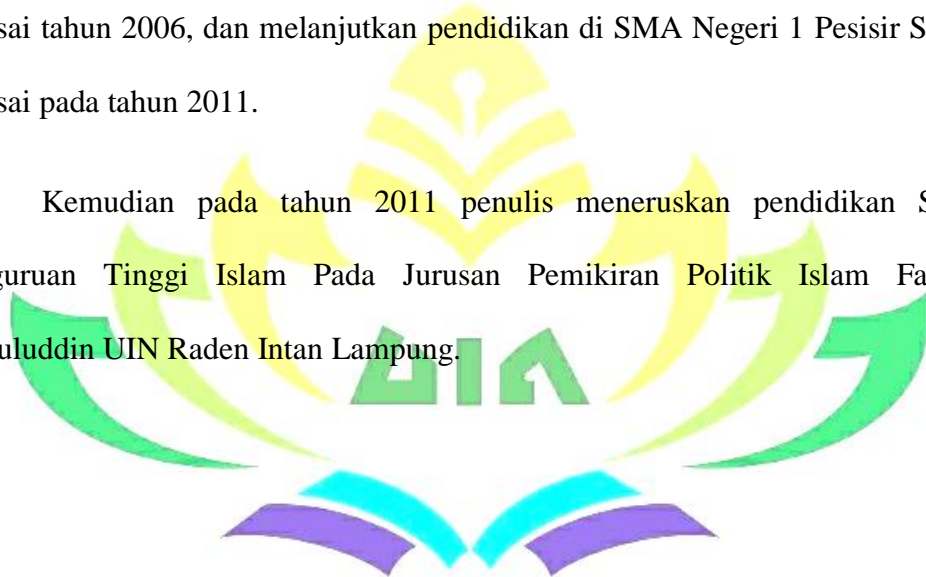 sai tahun 2006, dan melanjutkan pendidikan di SMA Negeri 1 Pesisir S
sai pada tahun 2011.
Kemudian pada tahun 2011 penulis meneruskan pendidikan S
guruan Tinggi Islam Pada Jurusan Pemikiran Politik Islam Fa
uluddin UIN Raden Intan Lampung.
UIN